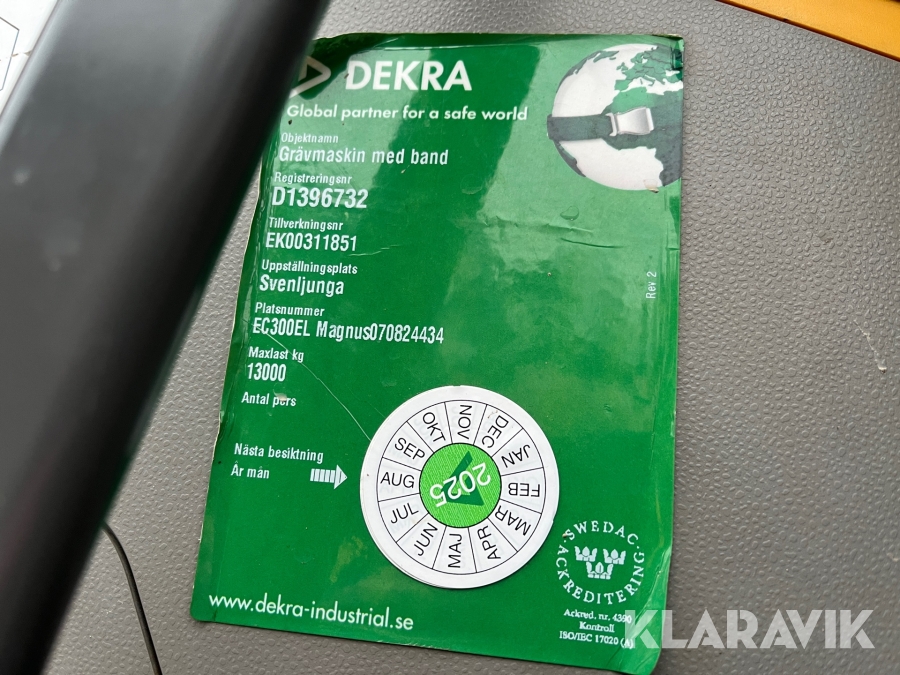 DEKRA
Global partner for a safe world
Objektnamn
Grävmaskin med band
Registreringsnr
D1396732
Tillverkningsnr
EK00311851
Uppställningsplats
Svenljunga
Platsnummer
EC300EL Magnus070824434
Maxlast kg
13000
Antal pers
Rev 2
Nästa besiktning
År mån
JAN
FEB
MAR
APR
MAJ
JUN
JUL
AUG
SEP
OKT
NOV
DEC
2025
SWEDAC
ACKREDITERING
Ackred. nr. 4360
Kontroll
ISO/IEC 17020 (A)
www.dekra-industrial.se
KLARAVIK